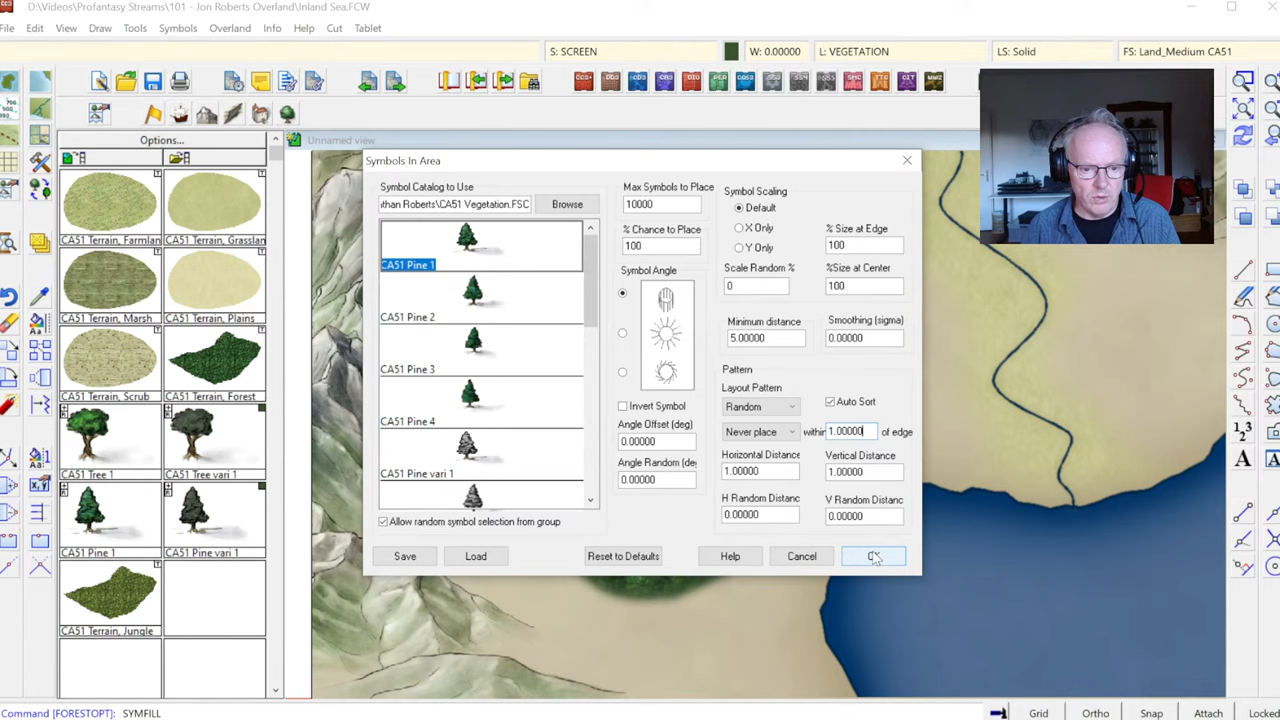 D:\Videos\Profantasy Streams\101 - Jon Roberts Overland\Inland Sea.FCW
File Edit View Draw Tools Symbols Overland Info Help Cut Tablet
S: SCREEN W: 0.00000 L: VEGETATION LS: Solid FS: Land_Medium CA51
Options...
Unnamed view
CA51 Terrain, Farmlan
CA51 Terrain, Grasslan
CA51 Terrain, Marsh
CA51 Terrain, Plains
CA51 Terrain, Scrub
CA51 Terrain, Forest
CA51 Tree 1
CA51 Tree vari 1
CA51 Pine 1
CA51 Pine vari 1
CA51 Terrain, Jungle
Symbols In Area
Symbol Catalog to Use
than Roberts\CA51 Vegetation.FSC
Browse
CA51 Pine 1
CA51 Pine 2
CA51 Pine 3
CA51 Pine 4
CA51 Pine vari 1
Allow random symbol selection from group
Max Symbols to Place
10000
% Chance to Place
100
Symbol Angle
Invert Symbol
Angle Offset (deg)
0.00000
Angle Random (de
0.00000
Symbol Scaling
Default
X Only
Y Only
% Size at Edge
100
Scale Random %
0
%Size at Center
100
Minimum distance
5.00000
Smoothing (sigma)
0.00000
Pattern
Layout Pattern
Random
Auto Sort
Never place within 1.00000 of edge
Horizontal Distance
1.00000
Vertical Distance
1.00000
H Random Distanc
0.00000
V Random Distanc
0.00000
Save
Load
Reset to Defaults
Help
Cancel
Command [FORESTOPT]: SYMFILL
Grid Ortho Snap Attach Locked